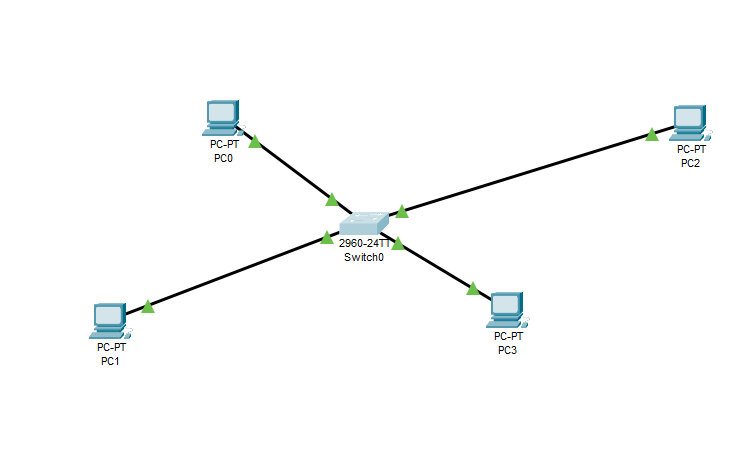 PC-PT
PC0
PC-PT
PC2
2960-24TT
Switch0
PC-PT
PC1
PC-PT
PC3